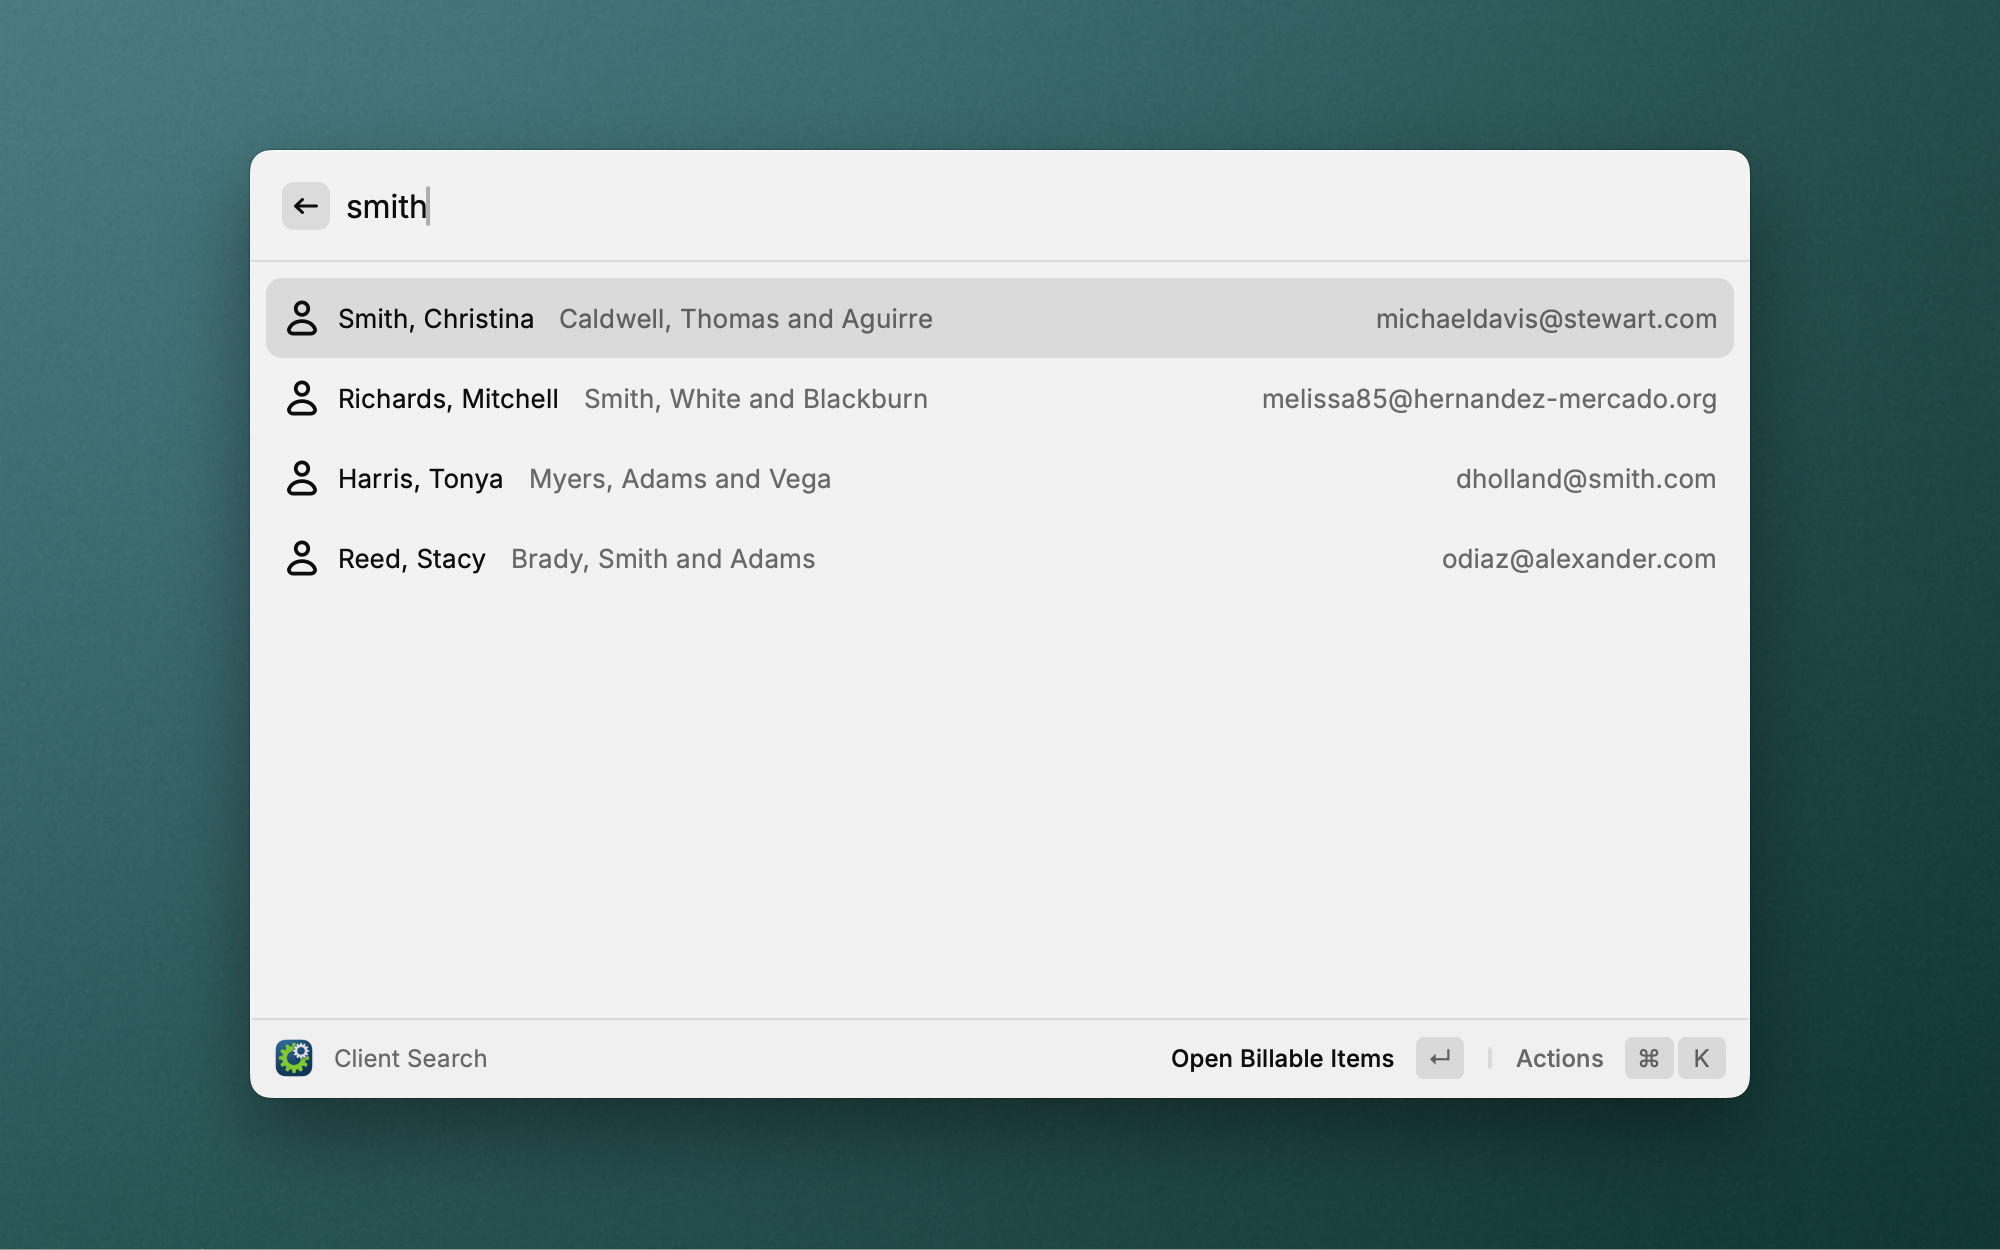 smith
Smith, Christina Caldwell, Thomas and Aguirre michaeldavis@stewart.com
Richards, Mitchell Smith, White and Blackburn melissa85@hernandez-mercado.org
Harris, Tonya Myers, Adams and Vega dholland@smith.com
Reed, Stacy Brady, Smith and Adams odiaz@alexander.com
Client Search Open Billable Items ↵ Actions ⌘ K